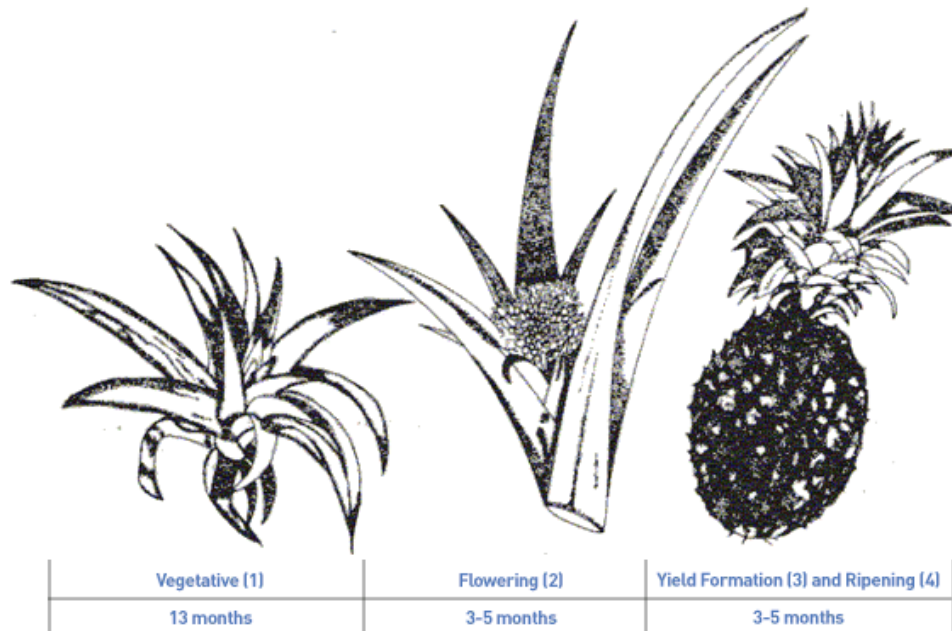 Vegetative (1) Flowering (2) Yield Formation (3) and Ripening (4)
13 months 3-5 months 3-5 months